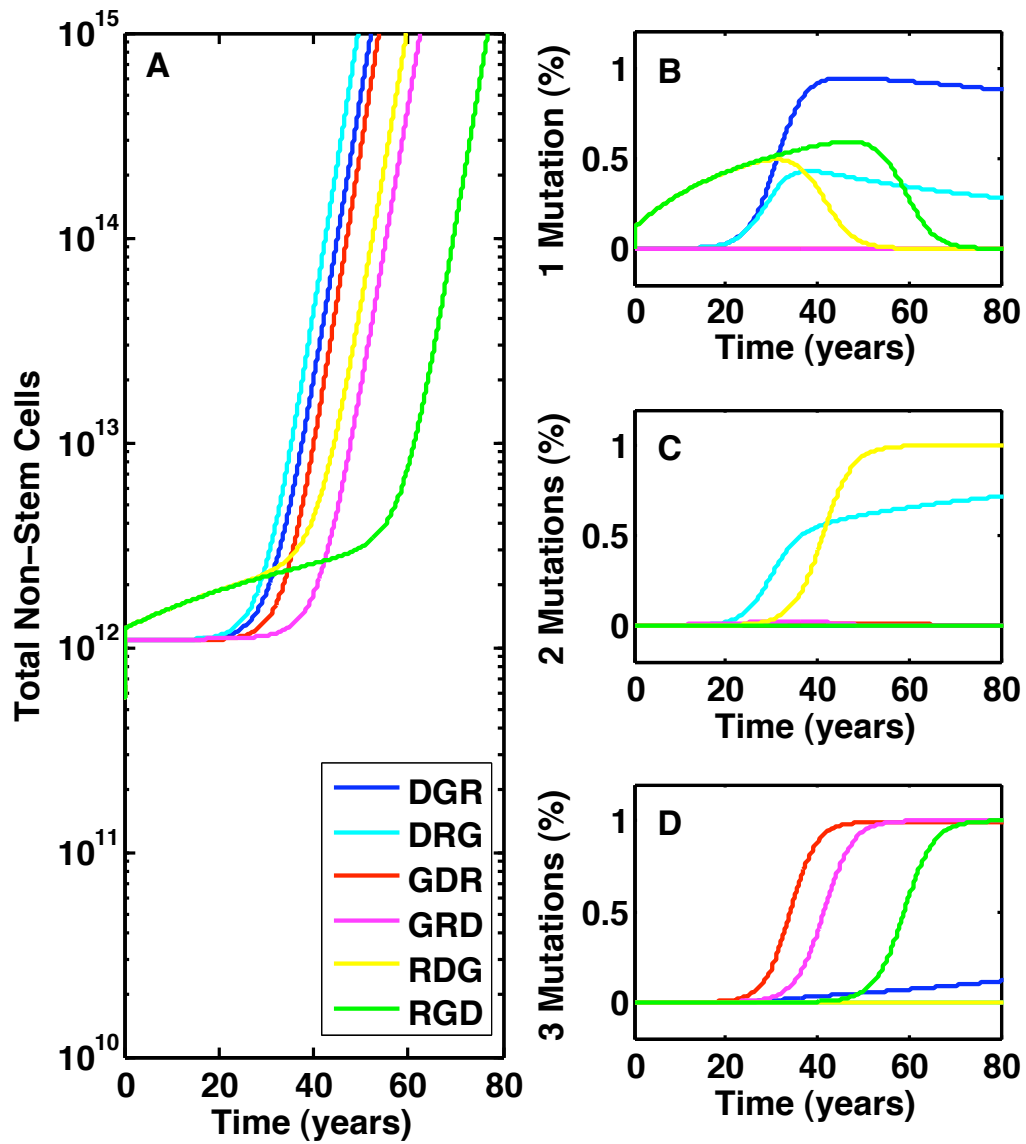 A
Total Non-Stem Cells
10^15
10^14
10^13
10^12
10^11
10^10
0 20 40 60 80
Time (years)
DGR
DRG
GDR
GRD
RDG
RGD
B
1 Mutation (%)
1
0.5
0
0 20 40 60 80
Time (years)
C
2 Mutations (%)
1
0.5
0
0 20 40 60 80
Time (years)
D
3 Mutations (%)
1
0.5
0
0 20 40 60 80
Time (years)